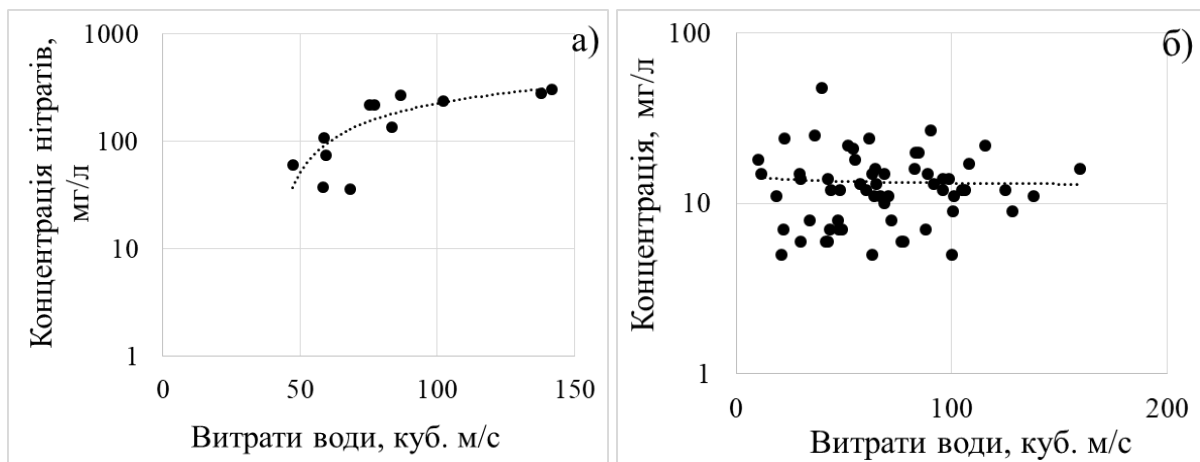 а)
Концентрація нітратів,
мг/л
1000
100
10
1
0 50 100 150
Витрати води, куб. м/с
б)
Концентрація, мг/л
100
10
1
0 100 200
Витрати води, куб. м/с